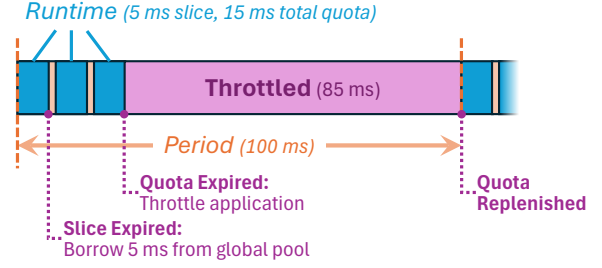 Runtime (5 ms slice, 15 ms total quota)
Throttled (85 ms)
Period (100 ms)
Quota Expired:
Throttle application
Quota
Replenished
Slice Expired:
Borrow 5 ms from global pool